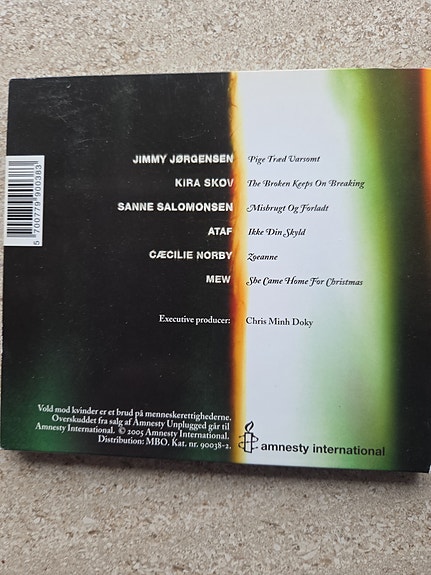 JIMMY JØRGENSEN Pige Træd Varsomt
KIRA SKOV The Broken Keeps On Breaking
SANNE SALOMONSEN Misbrugt Og Forladt
ATAF Ikke Din Skyld
CÆCILIE NORBY Zoeanne
MEW She Came Home For Christmas
Executive producer: Chris Minh Doky
5 700779 900383
Vold mod kvinder er et brud på menneskerettighederne.
Overskuddet fra salg af Amnesty Unplugged går til
Amnesty International. © 2005 Amnesty International.
Distribution: MBO. Kat. nr. 90038-2.
amnesty international